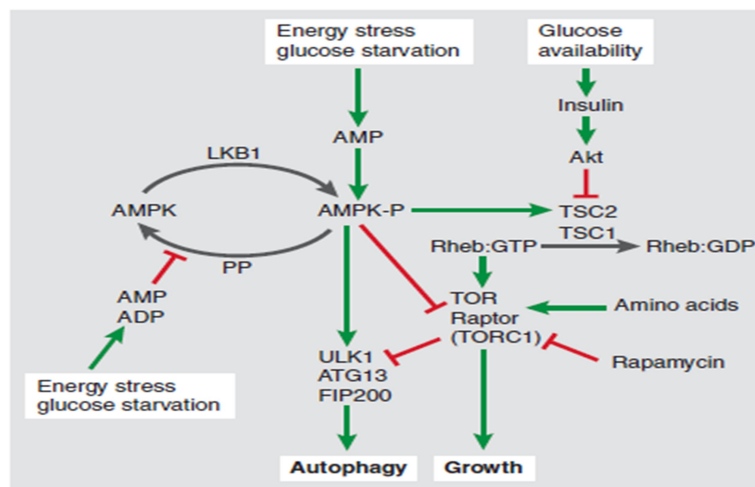 Energy stress
glucose starvation
Glucose
availability
Insulin
AMP
Akt
LKB1
AMPK
AMPK-P
TSC2
TSC1
Rheb:GTP
Rheb:GDP
PP
AMP
ADP
TOR
Raptor
(TORC1)
Amino acids
Rapamycin
ULK1
ATG13
FIP200
Energy stress
glucose starvation
Autophagy
Growth